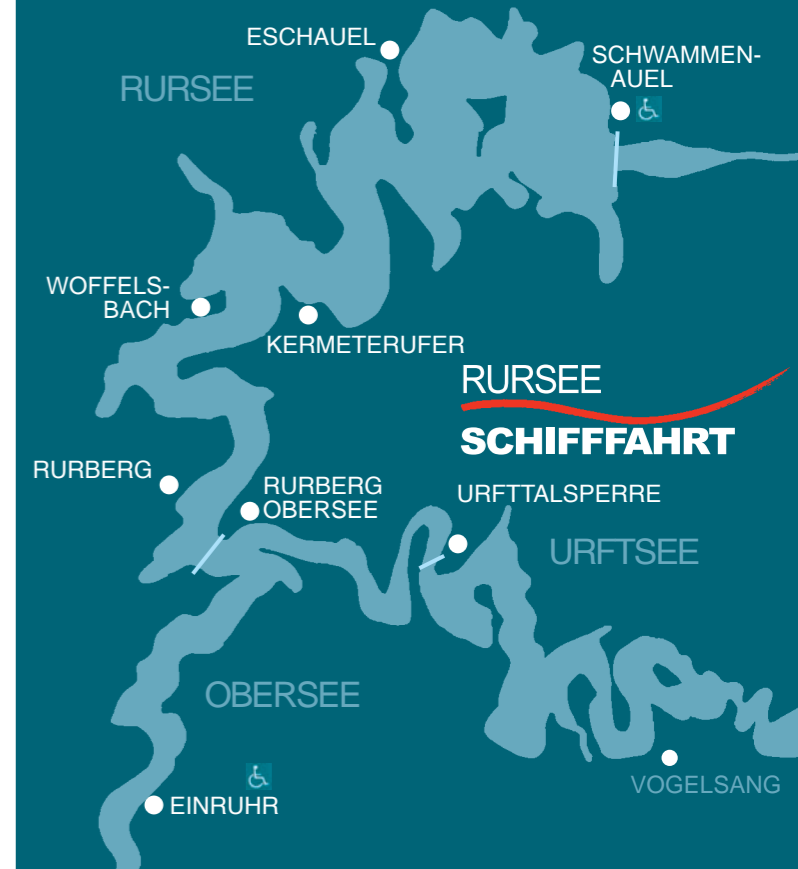 ESCHAUEL
SCHWAMMEN-
AUEL
RURSEE
WOFFELS-
BACH
KERMETERUFER
RURSEE
SCHIFFFAHRT
RURBERG
RURBERG
OBERSEE
URFTTALSPERRE
URFTSEE
OBERSEE
VOGELSANG
EINRUHR